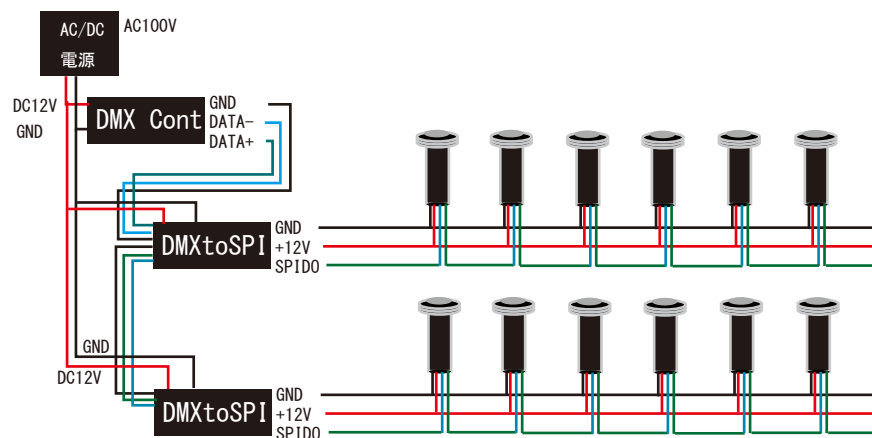 AC/DC
電源
AC100V
DC12V
GND
DMX Cont
GND
DATA-
DATA+
DMXtoSPI
GND
+12V
SPIDO
GND
DC12V
DMXtoSPI
GND
+12V
SPIDO